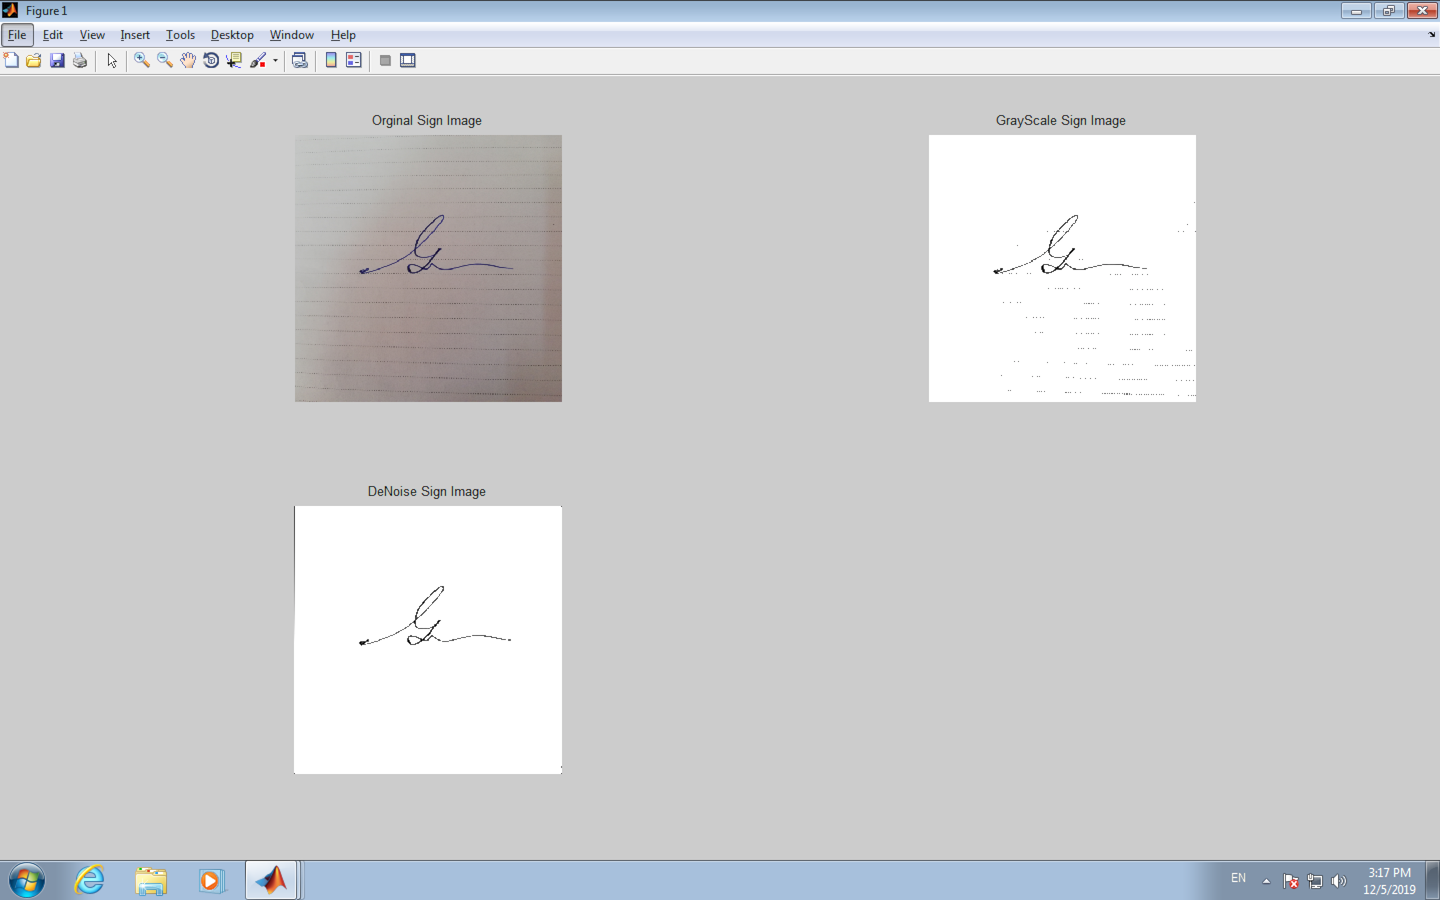 Figure 1
File Edit View Insert Tools Desktop Window Help
Orginal Sign Image
GrayScale Sign Image
DeNoise Sign Image
EN
3:17 PM
12/5/2019